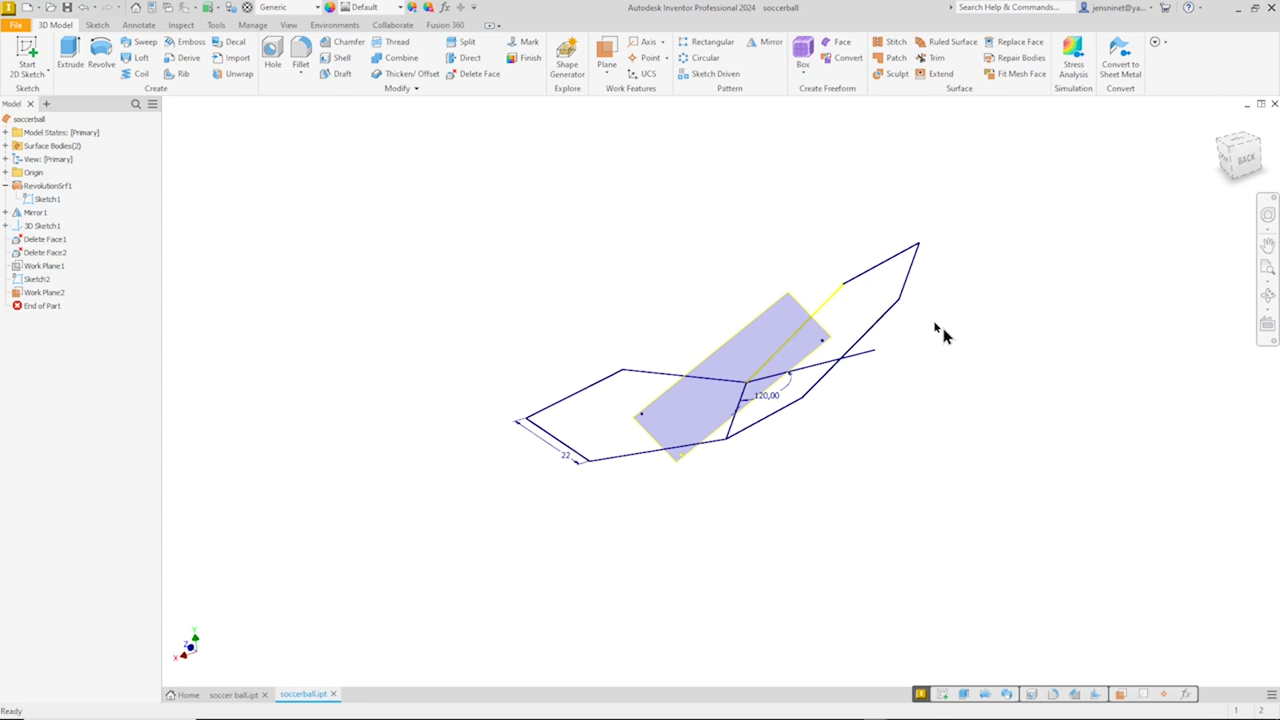 Generic
Default
Autodesk Inventor Professional 2024 soccerball
Search Help & Commands...
jensninet@ya...
File 3D Model Sketch Annotate Inspect Tools Manage View Environments Collaborate Fusion 360
Start
2D Sketch
Sketch
Extrude
Revolve
Sweep
Loft
Coil
Emboss
Derive
Rib
Decal
Import
Unwrap
Create
Hole
Fillet
Chamfer
Shell
Draft
Thread
Combine
Thicken/ Offset
Split
Direct
Delete Face
Mark
Finish
Modify
Shape
Generator
Explore
Plane
Axis
Point
UCS
Work Features
Rectangular
Circular
Sketch Driven
Mirror
Pattern
Box
Face
Convert
Create Freeform
Stitch
Patch
Sculpt
Ruled Surface
Trim
Extend
Replace Face
Repair Bodies
Fit Mesh Face
Surface
Stress
Analysis
Simulation
Convert to
Sheet Metal
Convert
Model
soccerball
Model States: [Primary]
Surface Bodies(2)
View: [Primary]
Origin
RevolutionSrf1
Sketch1
Mirror1
3D Sketch1
Delete Face1
Delete Face2
Work Plane1
Sketch2
Work Plane2
End of Part
BACK
120,00
22
Y
Z
X
Home soccer ball.ipt soccerball.ipt
Ready
1 2